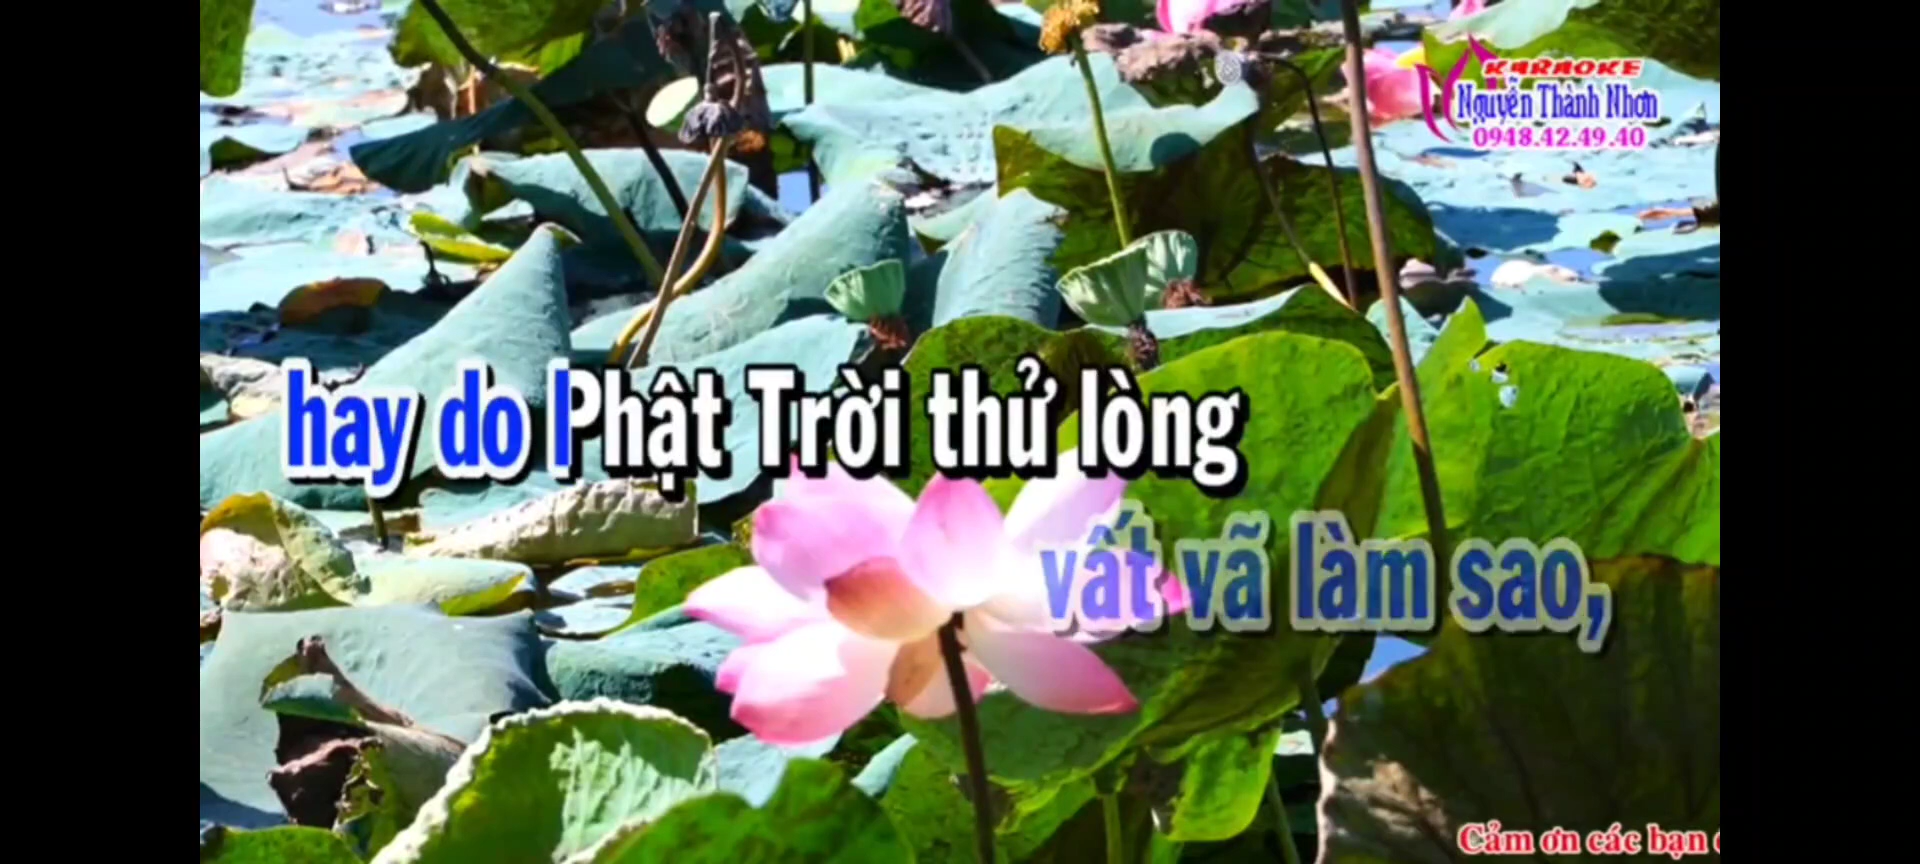 KARAOKE
Nguyễn Thành Nhơn
0948.42.49.40
hay do Phật Trời thử lòng
vất vã làm sao,
Cảm ơn các bạn